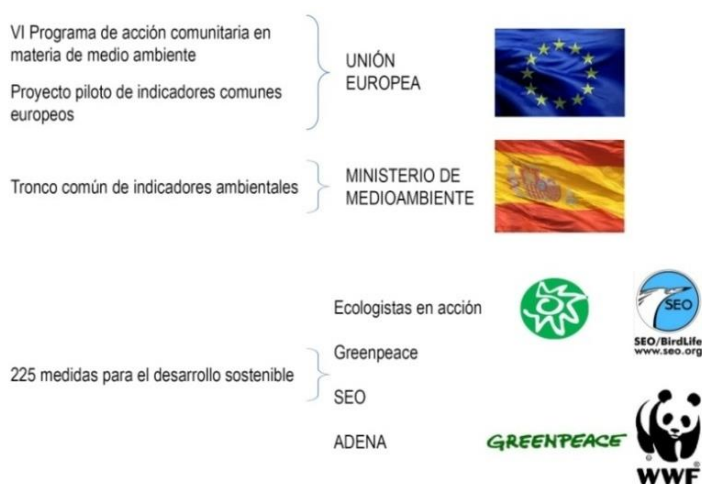 VI Programa de acción comunitaria en
materia de medio ambiente
Proyecto piloto de indicadores comunes
europeos
UNIÓN
EUROPEA
Tronco común de indicadores ambientales
MINISTERIO DE
MEDIOAMBIENTE
225 medidas para el desarrollo sostenible
Ecologistas en acción
Greenpeace
SEO
ADENA
SEO
SEO/BirdLife
www.seo.org
GREENPEACE
WWF